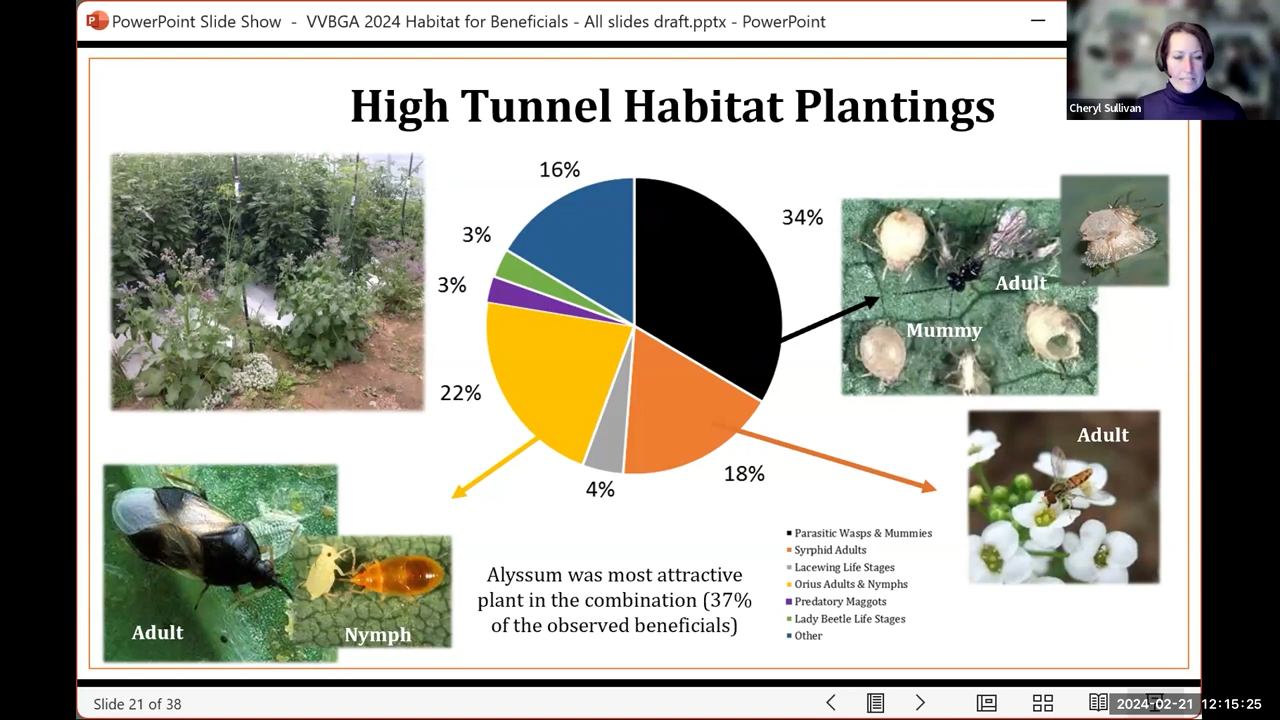 PowerPoint Slide Show - VVBGA 2024 Habitat for Beneficials - All slides draft.pptx - PowerPoint
Cheryl Sullivan
High Tunnel Habitat Plantings
16%
34%
3%
3%
22%
18%
4%
Adult
Mummy
Adult
Adult
Nymph
Alyssum was most attractive
plant in the combination (37%
of the observed beneficials)
Parasitic Wasps & Mummies
Syrphid Adults
Lacewing Life Stages
Orius Adults & Nymphs
Predatory Maggots
Lady Beetle Life Stages
Other
Slide 21 of 38
2024-02-21 12:15:25